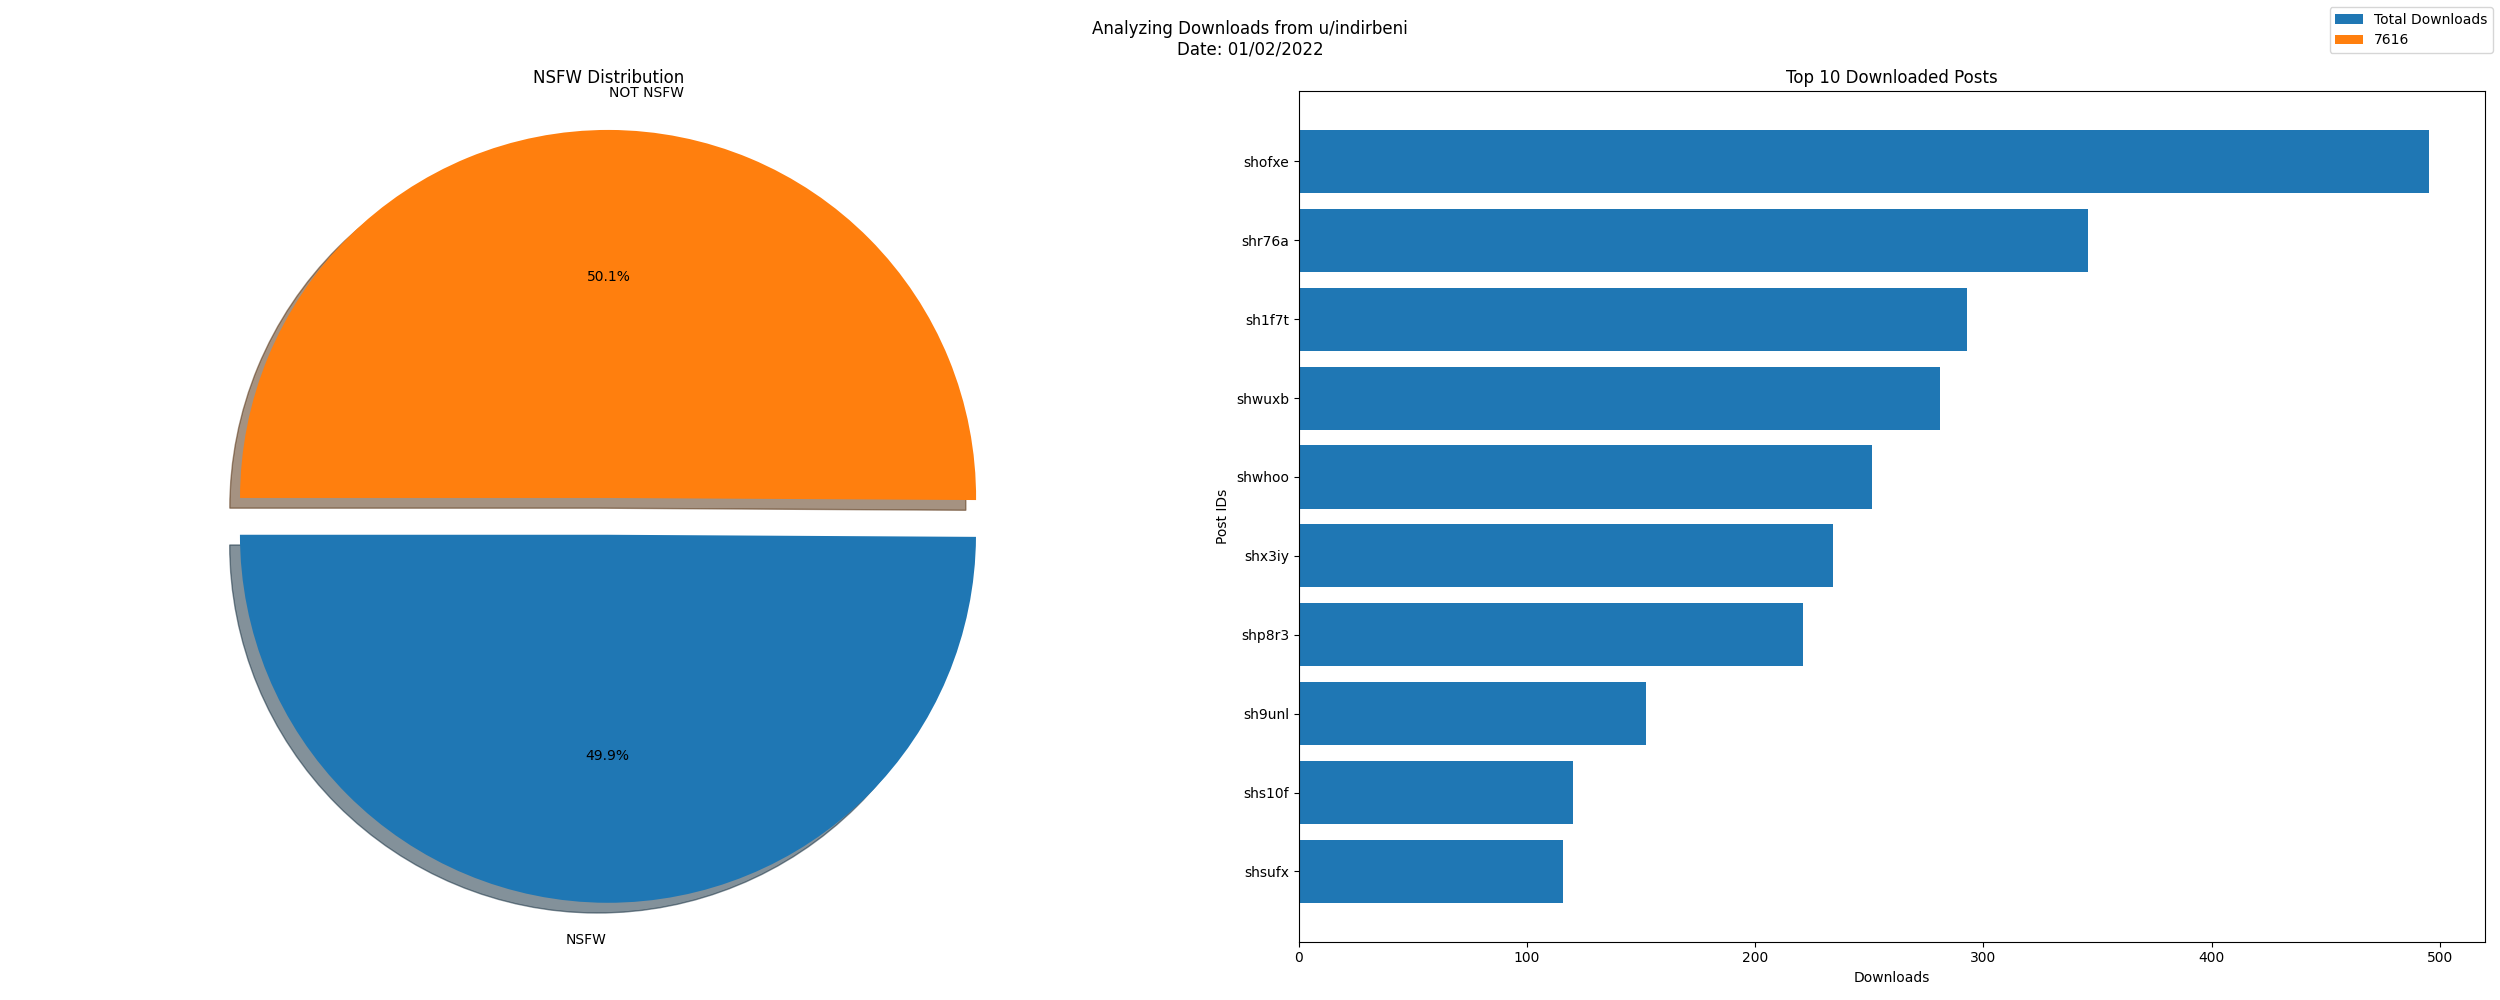 Analyzing Downloads from u/indirbeni
Date: 01/02/2022
Total Downloads
7616
NSFW Distribution
NOT NSFW
50.1%
49.9%
NSFW
Top 10 Downloaded Posts
Post IDs
shofxe
shr76a
sh1f7t
shwuxb
shwhoo
shx3iy
shp8r3
sh9unl
shs10f
shsufx
0 100 200 300 400 500
Downloads